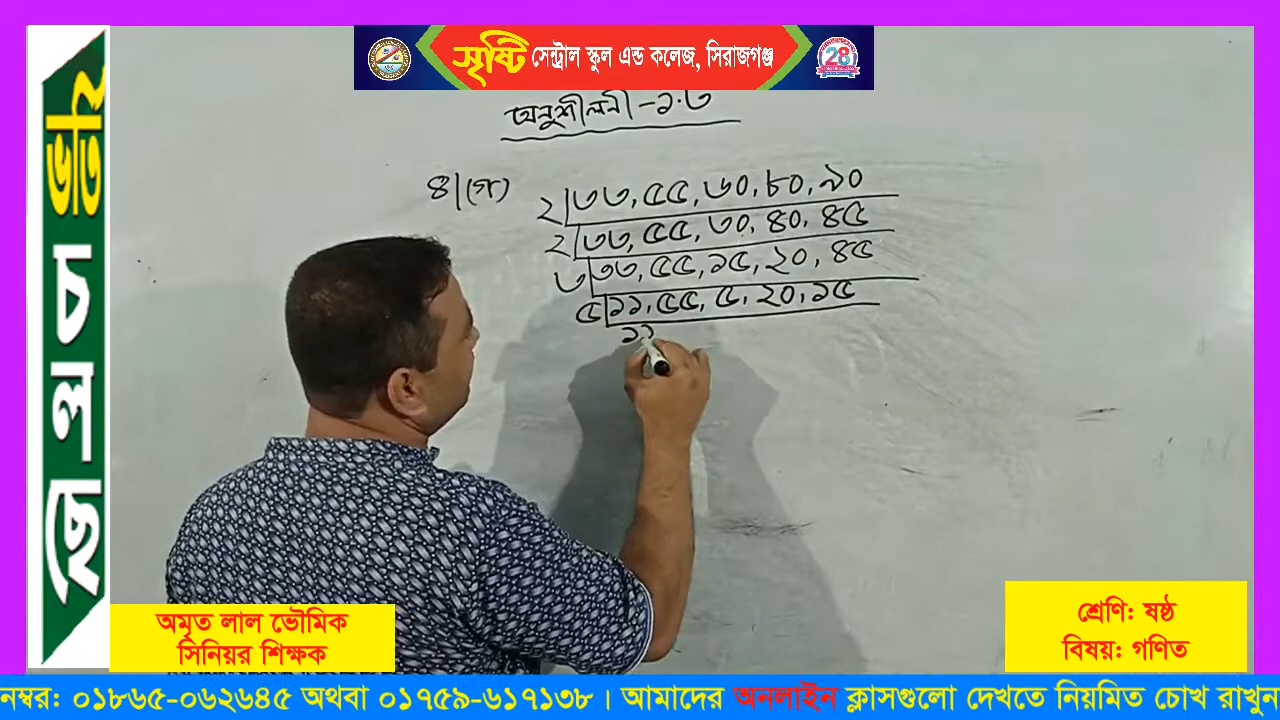 সৃষ্টি সেন্ট্রাল স্কুল এন্ড কলেজ, সিরাজগঞ্জ
28
ভর্তি চলছে
অনুশীলনী-১.৩
৪|(গ) ২|৩৩, ৫৫, ৬০, ৮০, ৯০
২|৩৩, ৫৫, ৩০, ৪০, ৪৫
৩|৩৩, ৫৫, ১৫, ২০, ৪৫
৫|১১, ৫৫, ৫, ২০, ১৫
১১
অমৃত লাল ভৌমিক
সিনিয়র শিক্ষক
শ্রেণি: ষষ্ঠ
বিষয়: গণিত
নম্বর: ০১৮৬৫-০৬২৬৪৫ অথবা ০১৭৫৯-৬১৭১৩৮ । আমাদের অনলাইন ক্লাসগুলো দেখতে নিয়মিত চোখ রাখুন